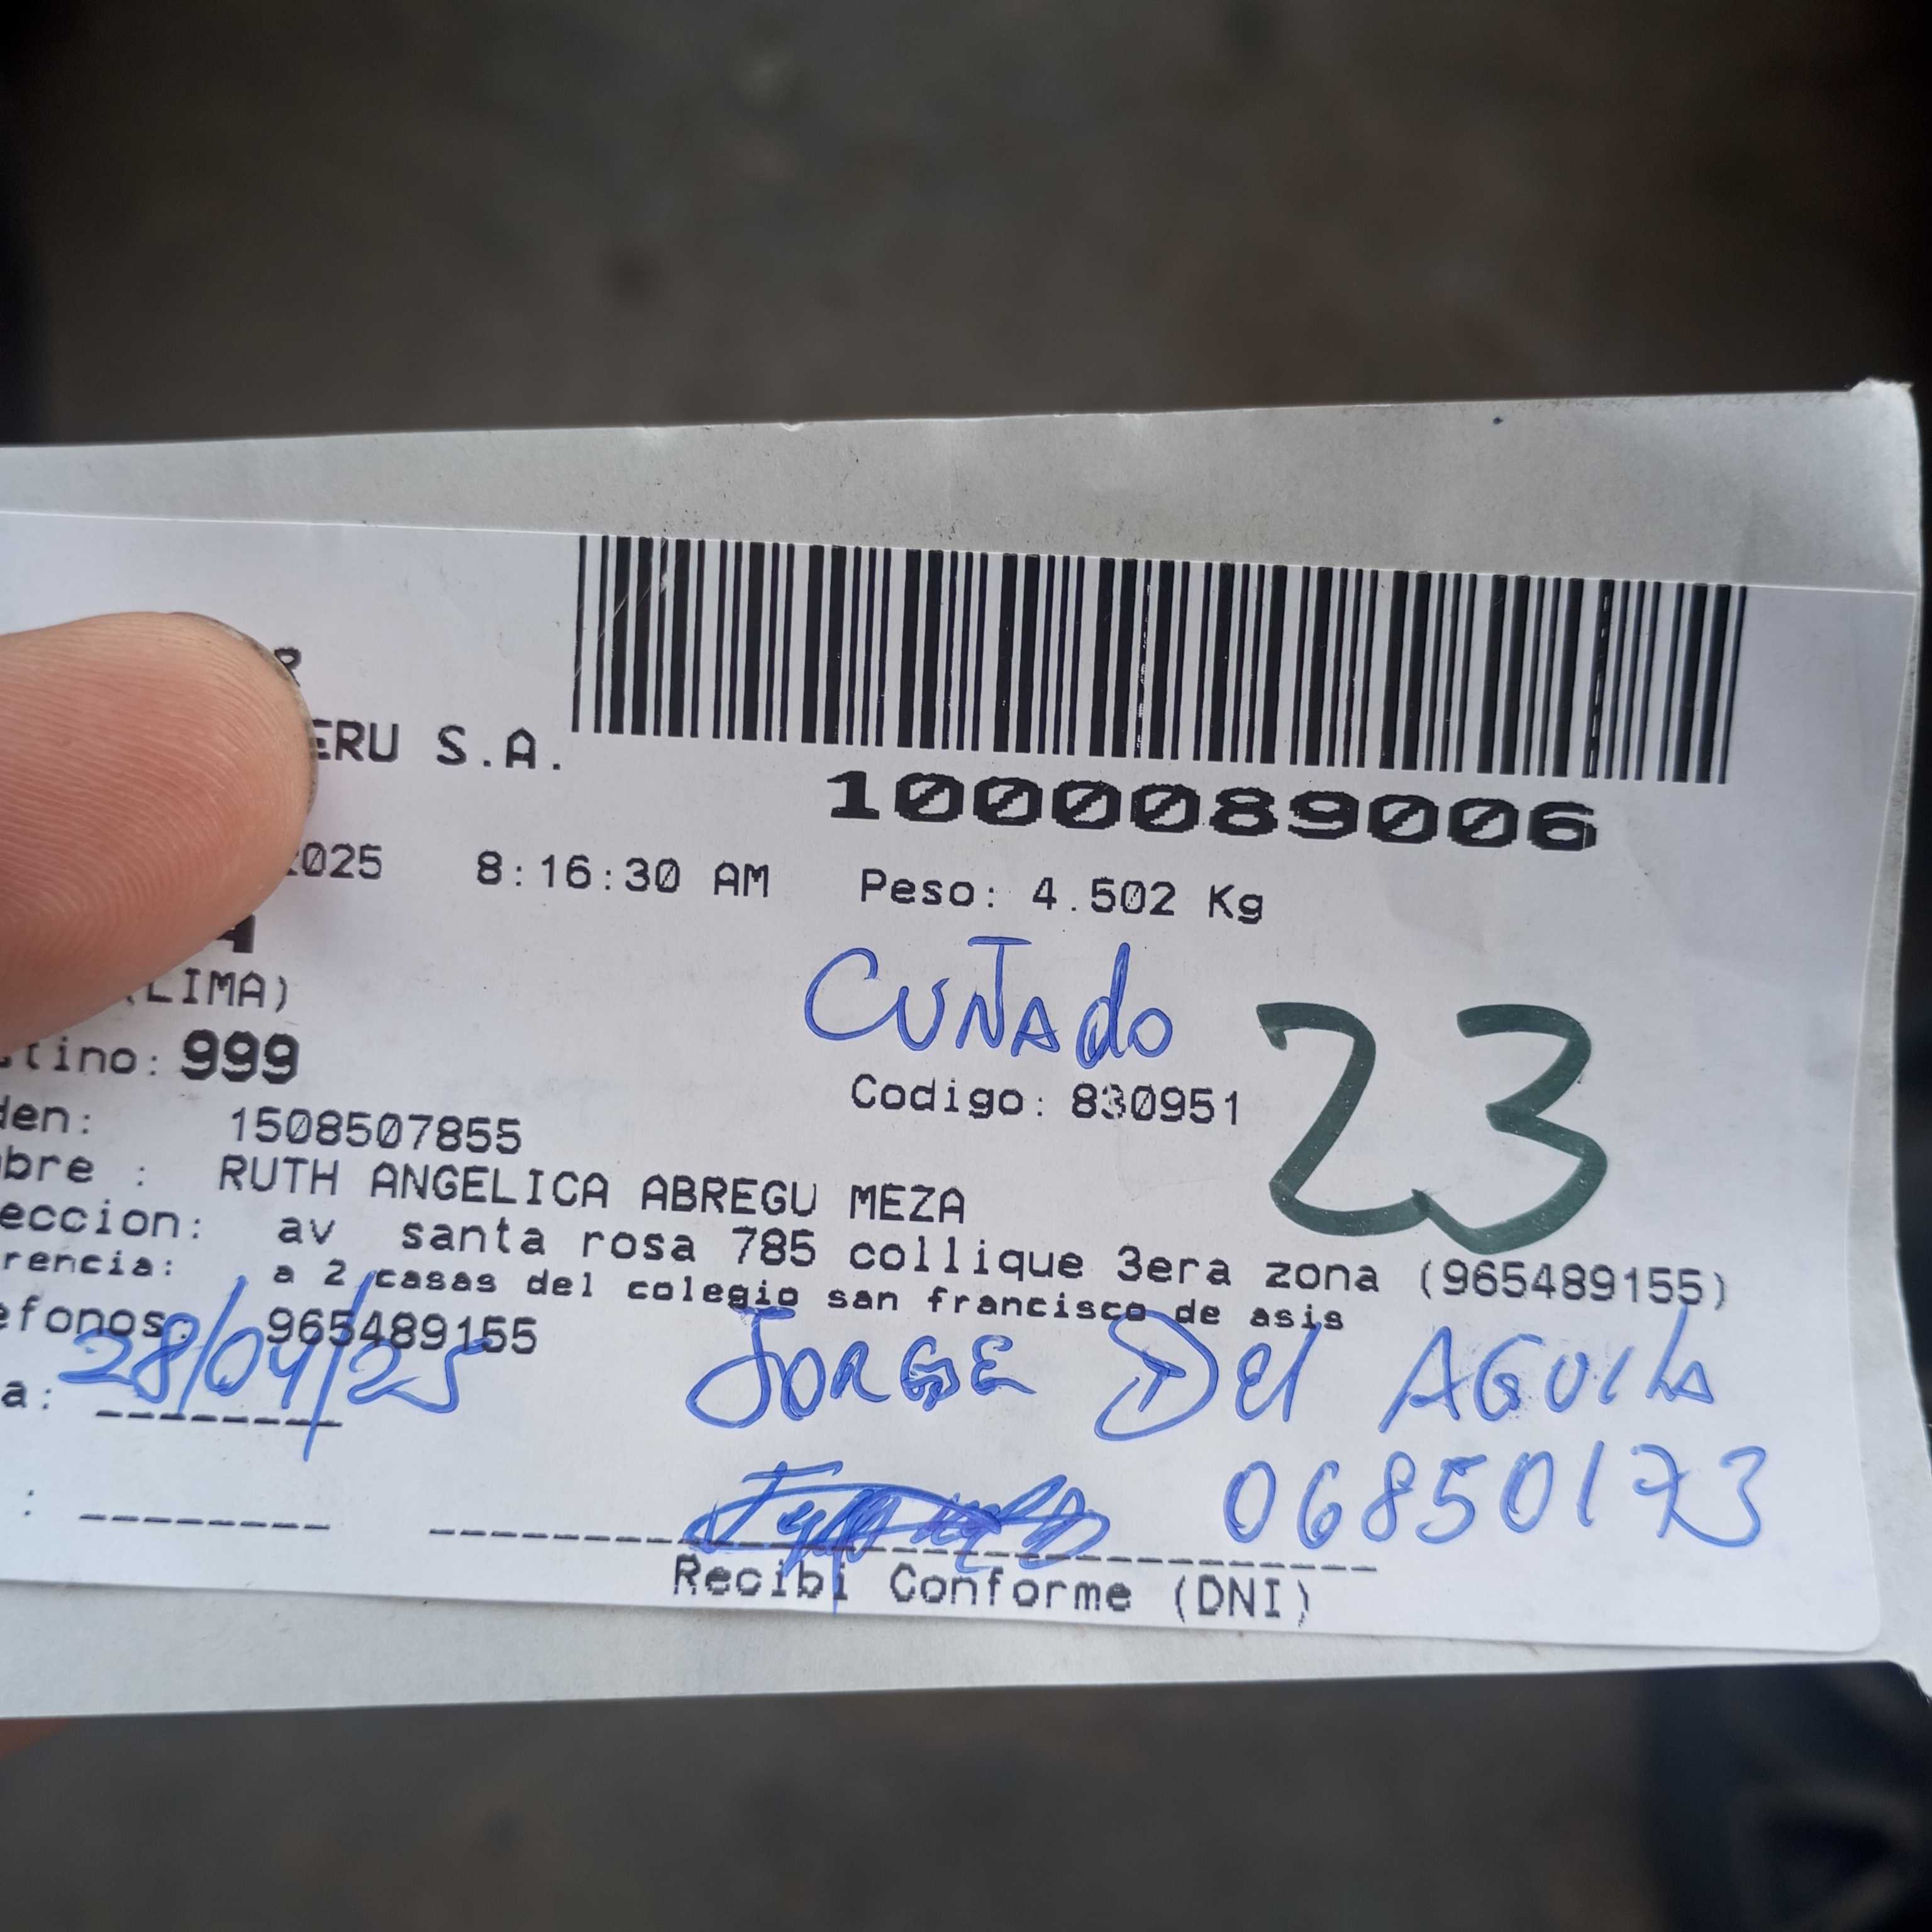 ERU S.A.
1000089006
2025 8:16:30 AM Peso: 4.502 Kg
A
(LIMA)
CUÑAdo
23
stino: 999
Codigo: 830951
den: 1508507855
bre : RUTH ANGELICA ABREGU MEZA
eccion: av santa rosa 785 collique 3era zona (965489155)
rencia: a 2 casas del colegio san francisco de asis
efonos: 965489155
a: 28/04/25
JORGE Del AGUILA
06850173
Recibi Conforme (DNI)